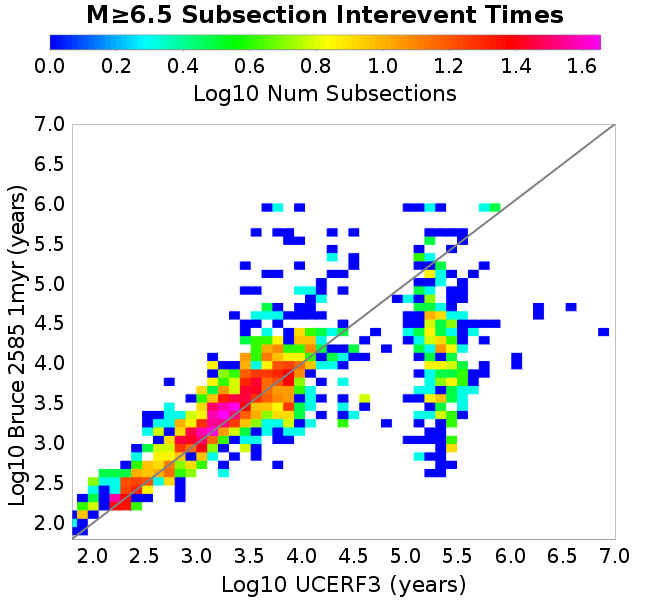 M≥6.5 Subsection Interevent Times
0.0 0.2 0.4 0.6 0.8 1.0 1.2 1.4 1.6
Log10 Num Subsections
Log10 Bruce 2585 1myr (years)
7.0
6.5
6.0
5.5
5.0
4.5
4.0
3.5
3.0
2.5
2.0
2.0 2.5 3.0 3.5 4.0 4.5 5.0 5.5 6.0 6.5 7.0
Log10 UCERF3 (years)